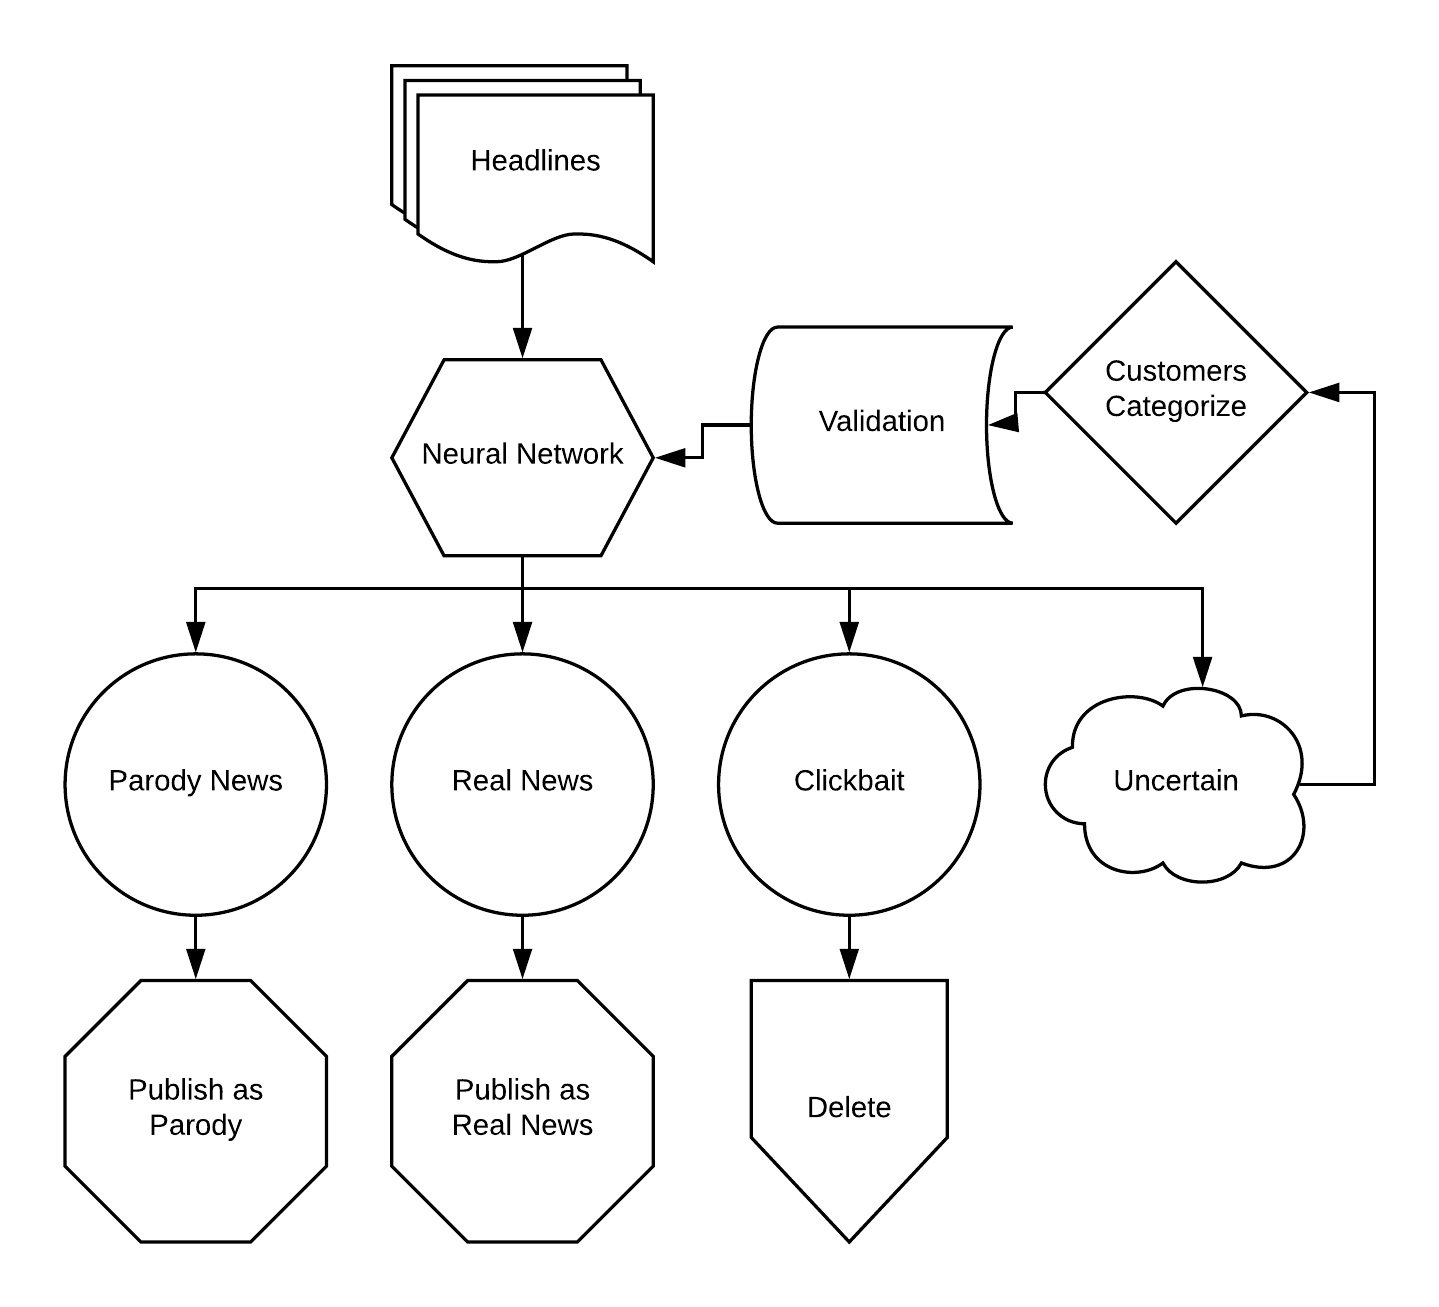 Headlines
Customers
Categorize
Validation
Neural Network
Parody News
Real News
Clickbait
Uncertain
Publish as
Parody
Publish as
Real News
Delete